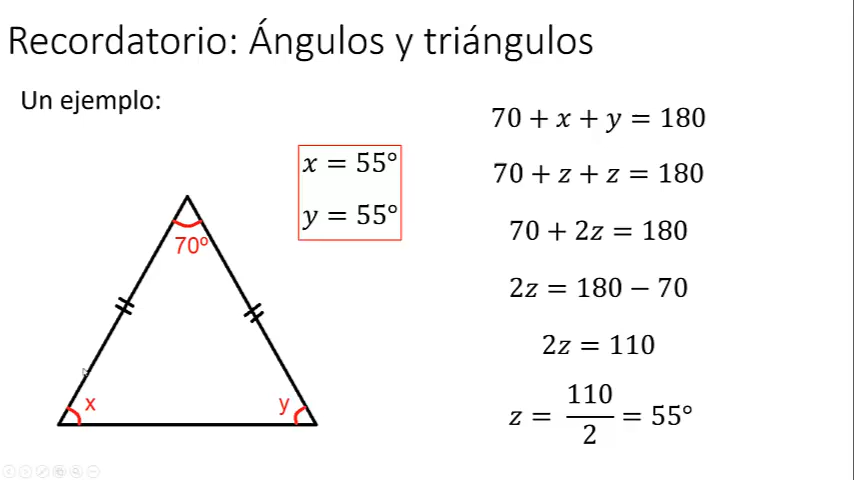 Recordatorio: Ángulos y triángulos
Un ejemplo:
x = 55°
y = 55°
70º
x
y
70 + x + y = 180
70 + z + z = 180
70 + 2z = 180
2z = 180 − 70
2z = 110
z = 110/2 = 55°